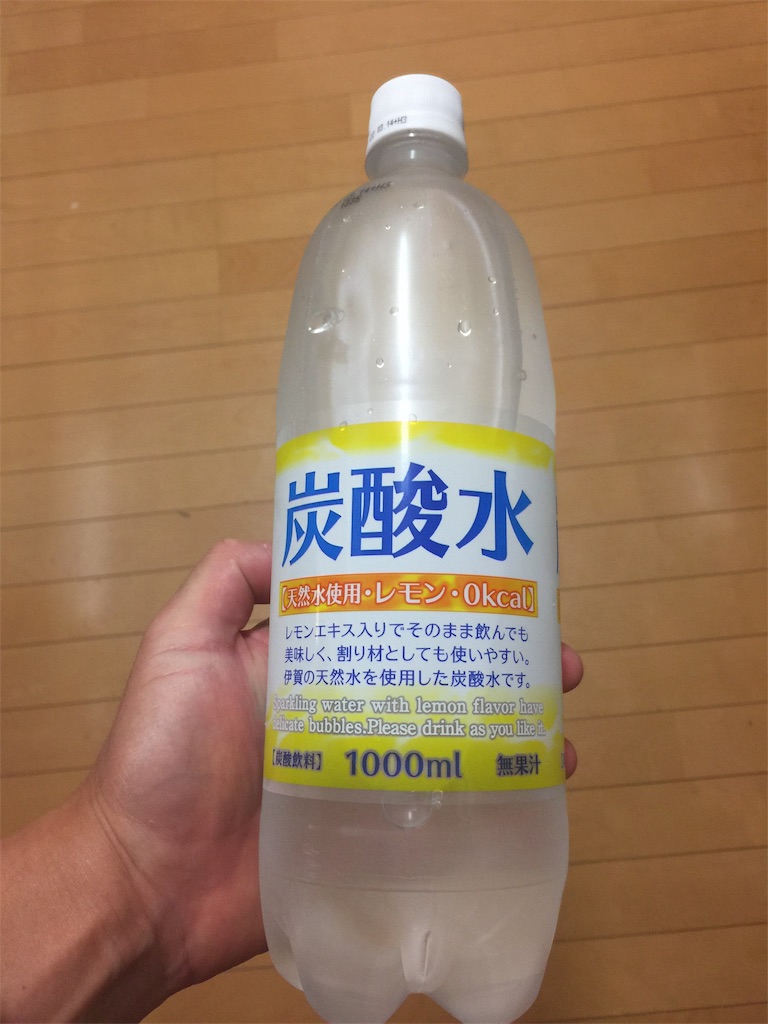 03.14+H3
炭酸水
【天然水使用・レモン・0kcal】
レモンエキス入りでそのまま飲んでも
美味しく、割り材としても使いやすい。
伊賀の天然水を使用した炭酸水です。
Sparkling water with lemon flavor have
delicate bubbles.Please drink as you like it.
【炭酸飲料】 1000ml 無果汁